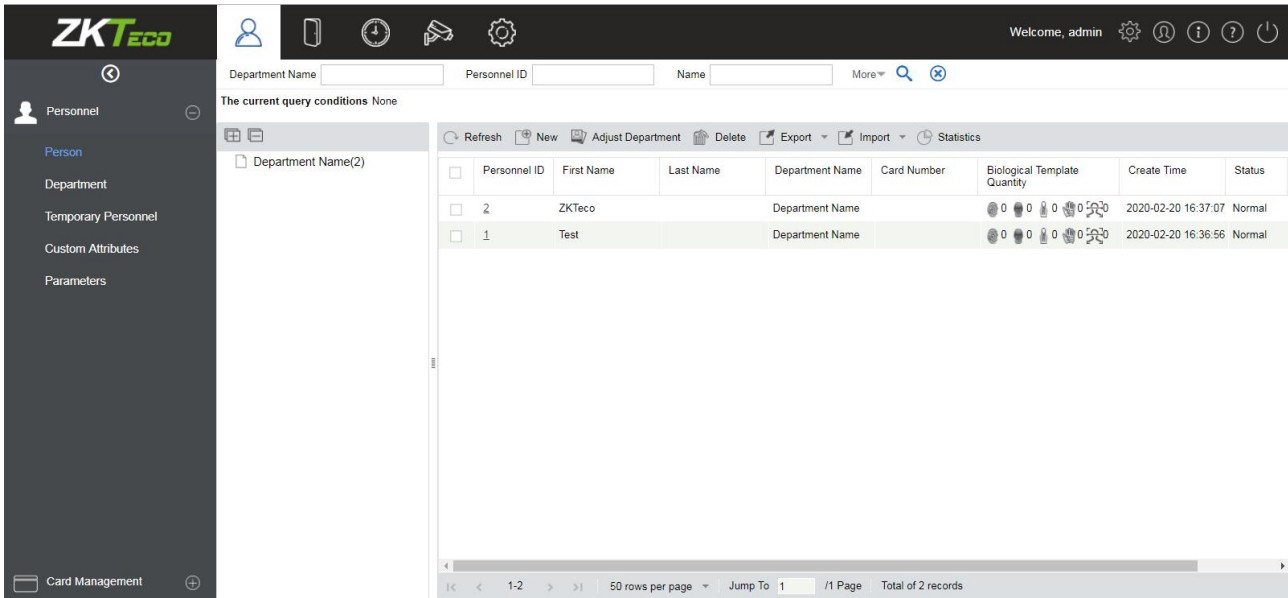 ZKTECO
Welcome, admin
Department Name Personnel ID Name More
The current query conditions None
Personnel
Person
Department
Temporary Personnel
Custom Attributes
Parameters
Card Management
Department Name(2)
Refresh New Adjust Department Delete Export Import Statistics
Personnel ID First Name Last Name Department Name Card Number Biological Template Quantity Create Time Status
2 ZKTeco Department Name 0 0 0 0 0 2020-02-20 16:37:07 Normal
1 Test Department Name 0 0 0 0 0 2020-02-20 16:36:56 Normal
1-2 50 rows per page Jump To 1 /1 Page Total of 2 records